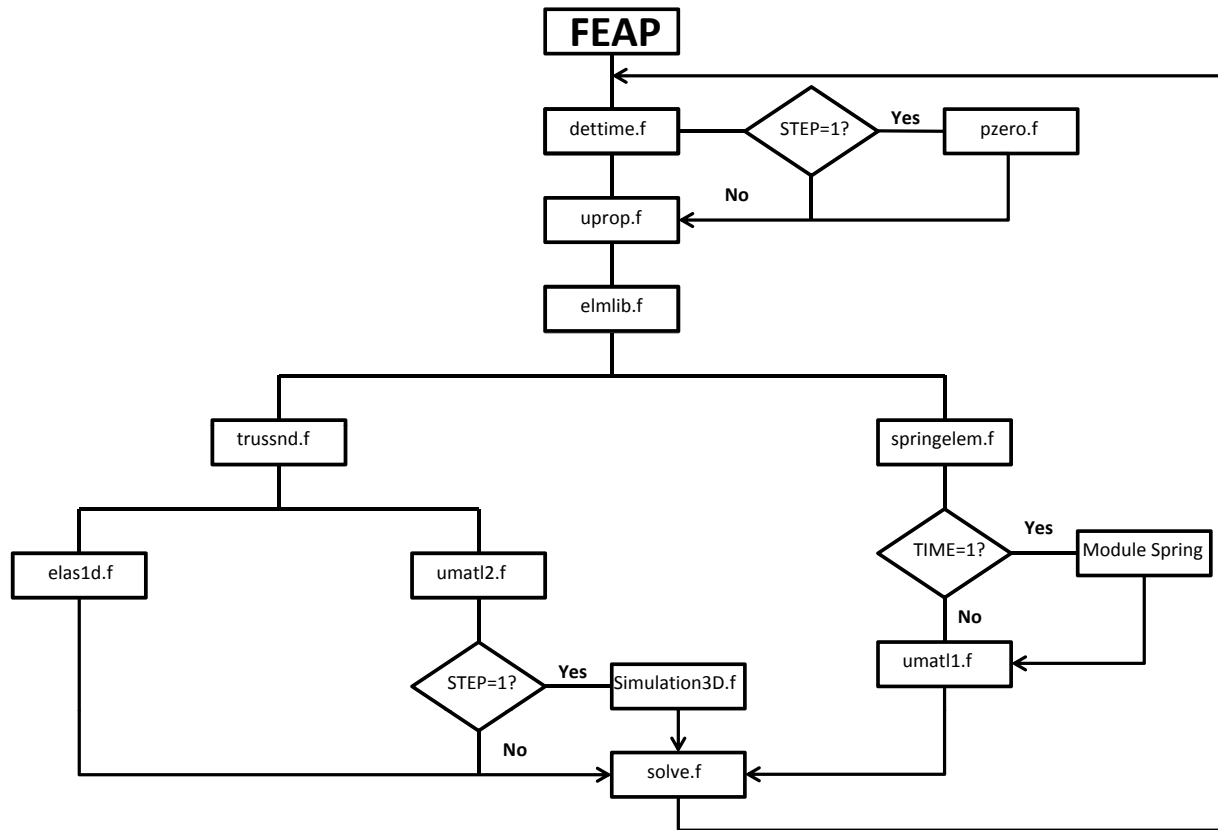 FEAP
dettime.f
STEP=1?
Yes
pzero.f
No
uprop.f
elmlib.f
trussnd.f
springelem.f
elas1d.f
umatl2.f
TIME=1?
Yes
Module Spring
No
umatl1.f
STEP=1?
Yes
Simulation3D.f
No
solve.f